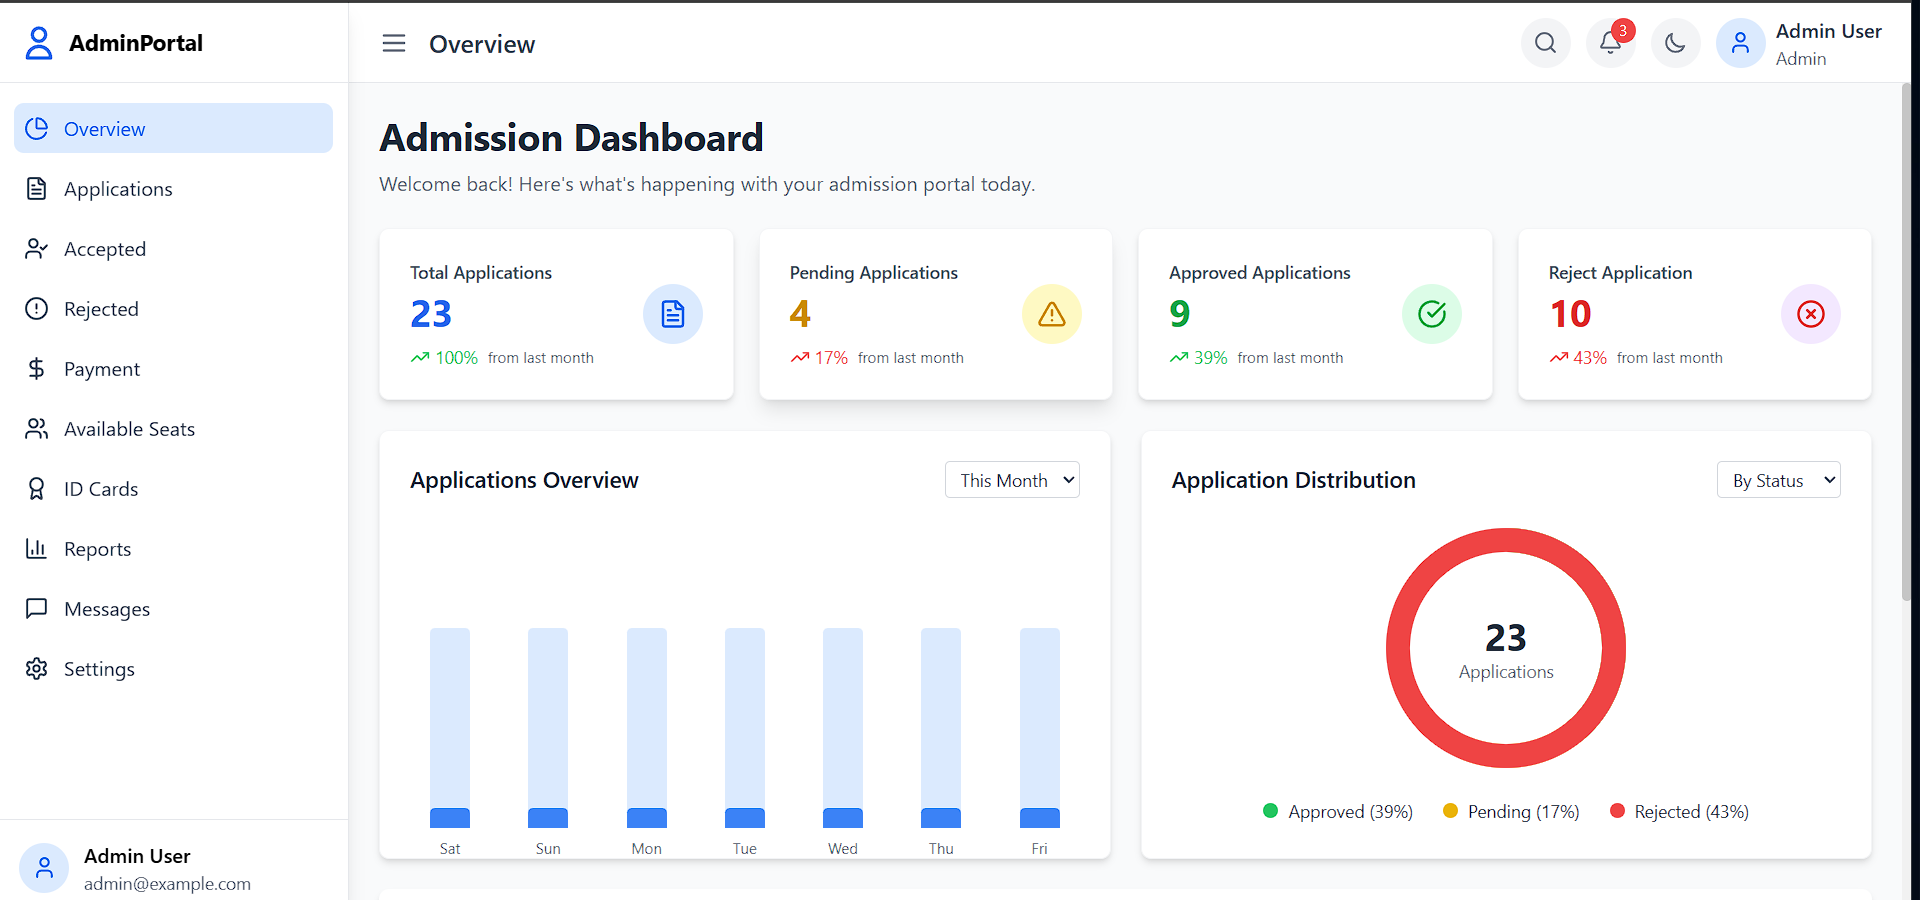 AdminPortal
Overview
3
Admin User
Admin
Overview
Applications
Accepted
Rejected
Payment
Available Seats
ID Cards
Reports
Messages
Settings
Admin User
admin@example.com
Admission Dashboard
Welcome back! Here's what's happening with your admission portal today.
Total Applications
23
100% from last month
Pending Applications
4
17% from last month
Approved Applications
9
39% from last month
Reject Application
10
43% from last month
Applications Overview
This Month
Sat Sun Mon Tue Wed Thu Fri
Application Distribution
By Status
23
Applications
Approved (39%) Pending (17%) Rejected (43%)